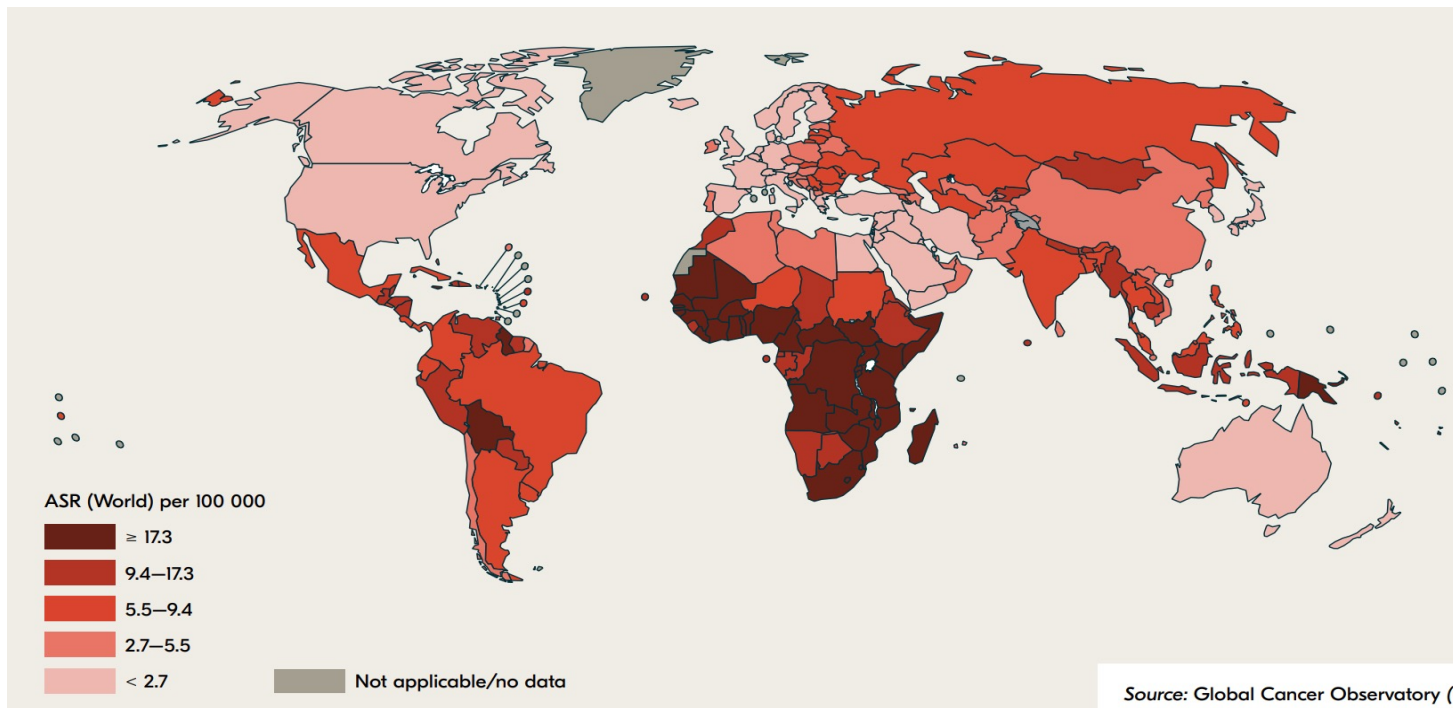 ASR (World) per 100 000
≥ 17.3
9.4—17.3
5.5—9.4
2.7—5.5
< 2.7
Not applicable/no data
Source: Global Cancer Observatory (